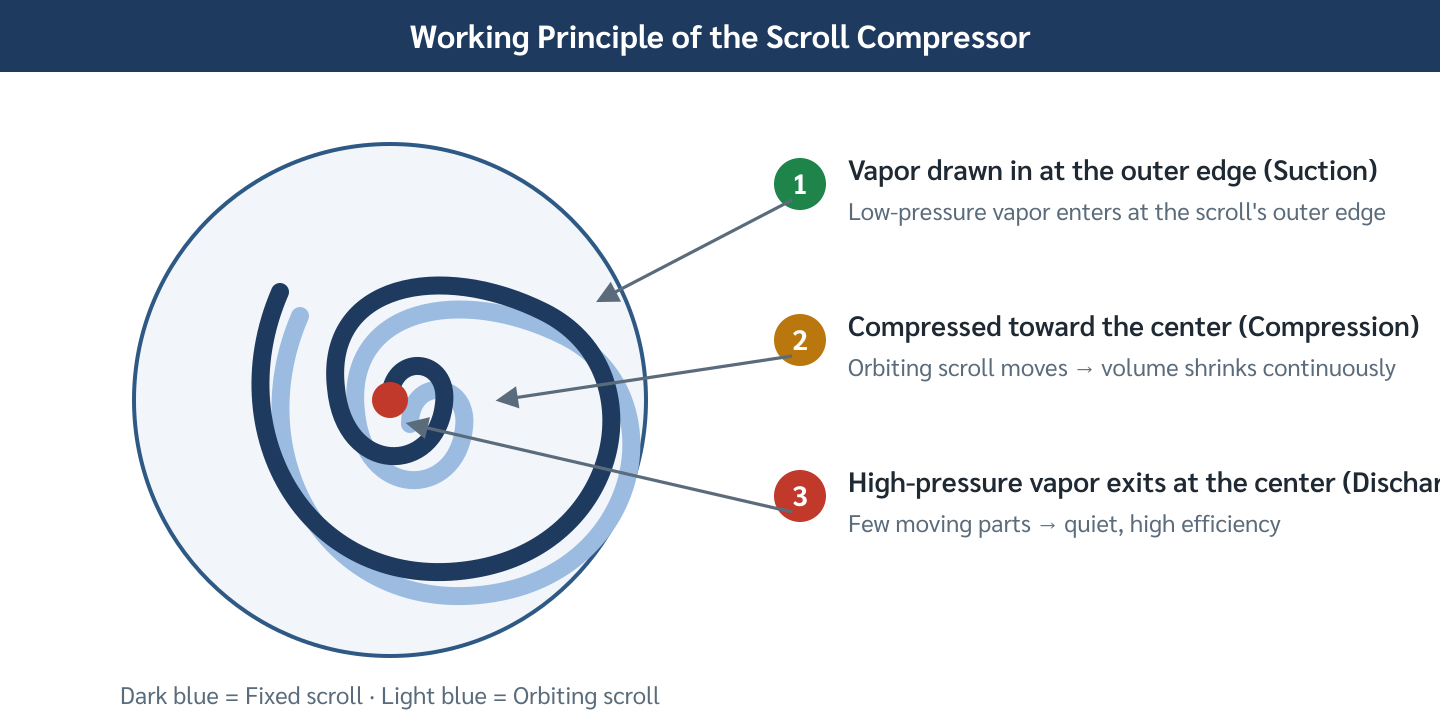 Working Principle of the Scroll Compressor
1
Vapor drawn in at the outer edge (Suction)
Low-pressure vapor enters at the scroll's outer edge
2
Compressed toward the center (Compression)
Orbiting scroll moves → volume shrinks continuously
3
High-pressure vapor exits at the center (Dischar
Few moving parts → quiet, high efficiency
Dark blue = Fixed scroll · Light blue = Orbiting scroll